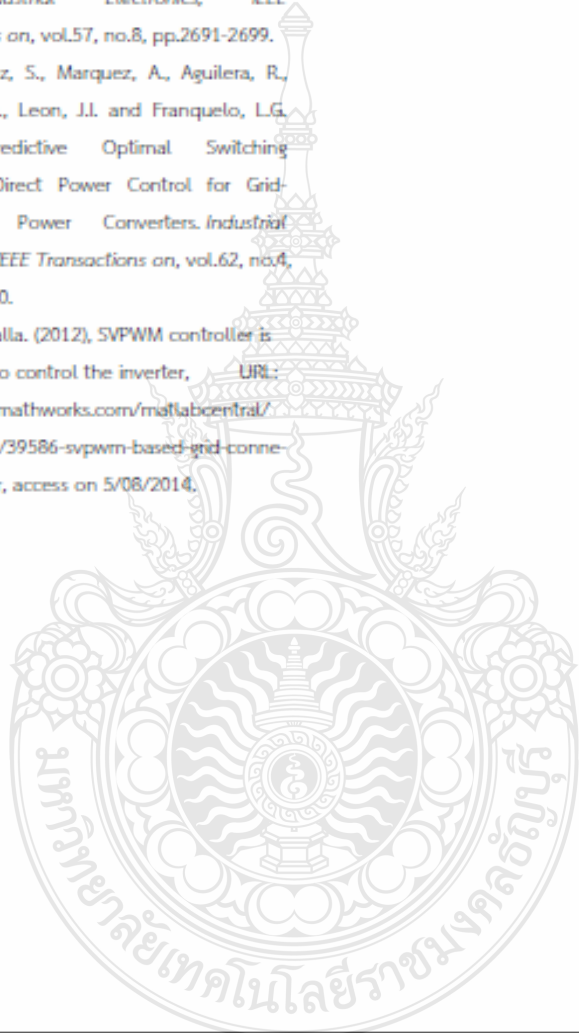 Industrial Electronics, IEEE
s on, vol.57, no.8, pp.2691-2699.
z, S., Marquez, A., Aguilera, R.,
., Leon, J.I. and Franquelo, L.G.
redictive Optimal Switching
Direct Power Control for Grid-
Power Converters. Industrial
IEEE Transactions on, vol.62, no.4,
0.
lla. (2012), SVPWM controller is
o control the inverter, URL:
mathworks.com/matlabcentral/
/39586-svpwm-based-grid-conne-
r, access on 5/08/2014.
มหาวิทยาลัยเทคโนโลยีราชมงคลธัญบุรี